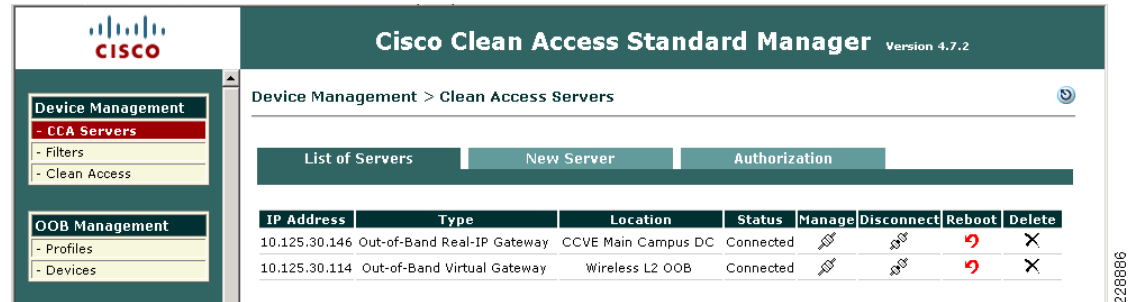 CISCO
Cisco Clean Access Standard Manager Version 4.7.2
Device Management
- CCA Servers
- Filters
- Clean Access
OOB Management
- Profiles
- Devices
Device Management > Clean Access Servers
List of Servers New Server Authorization
IP Address Type Location Status Manage Disconnect Reboot Delete
10.125.30.146 Out-of-Band Real-IP Gateway CCVE Main Campus DC Connected
10.125.30.114 Out-of-Band Virtual Gateway Wireless L2 OOB Connected
228886